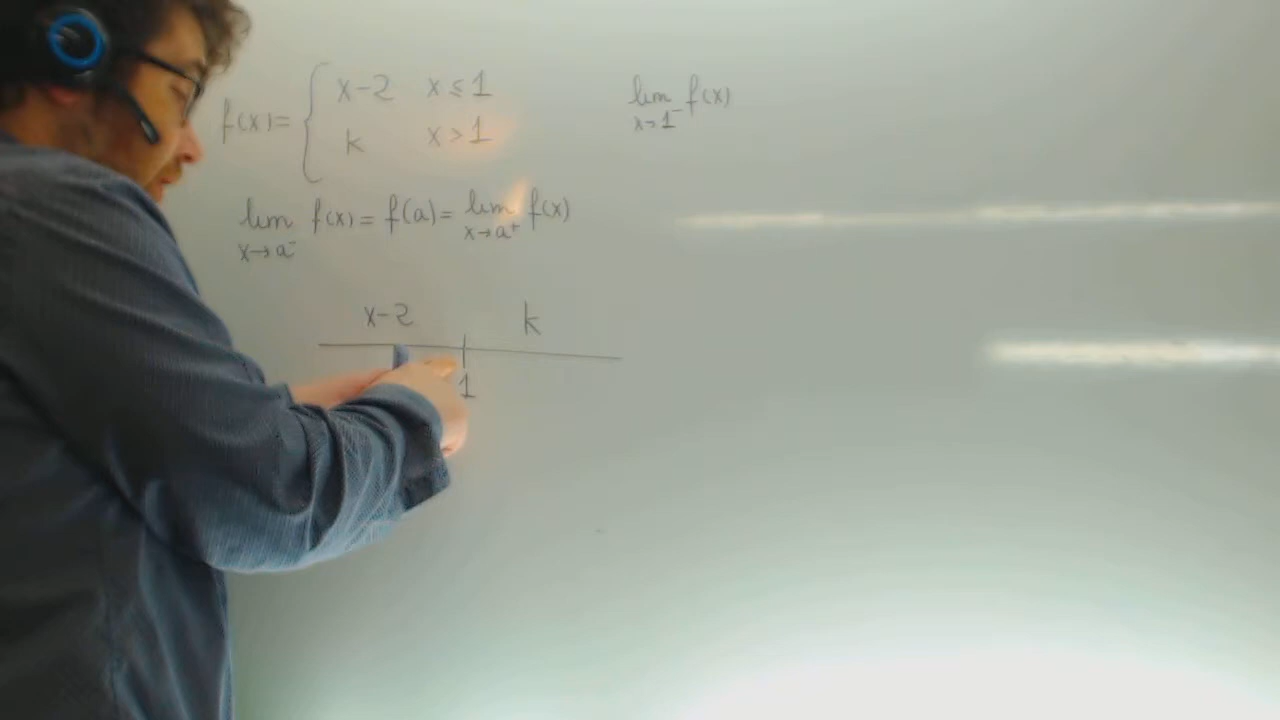 f(x)= { x-2 x ≤ 1
k x > 1
lim x→1⁻ f(x)
lim x→a⁻ f(x) = f(a) = lim x→a⁺ f(x)
x-2 k
1